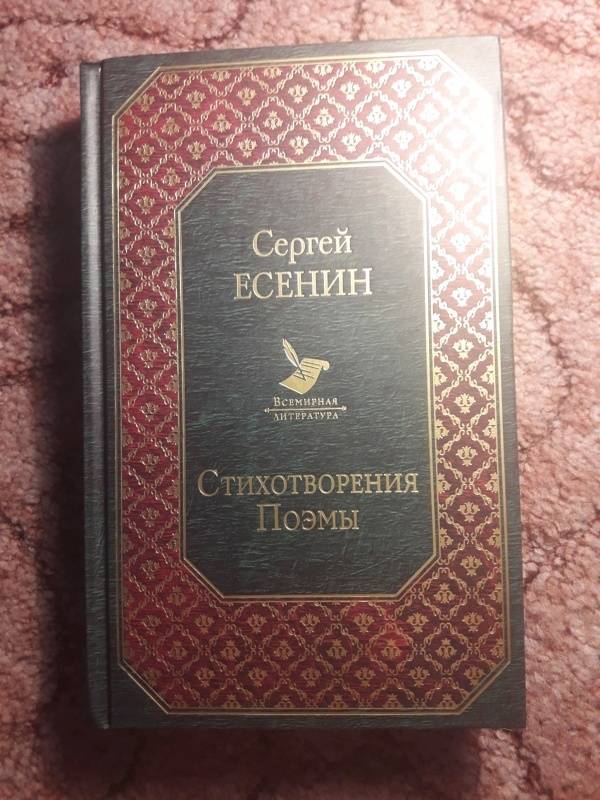 Сергей
ЕСЕНИН
Всемирная
литература
Стихотворения
Поэмы